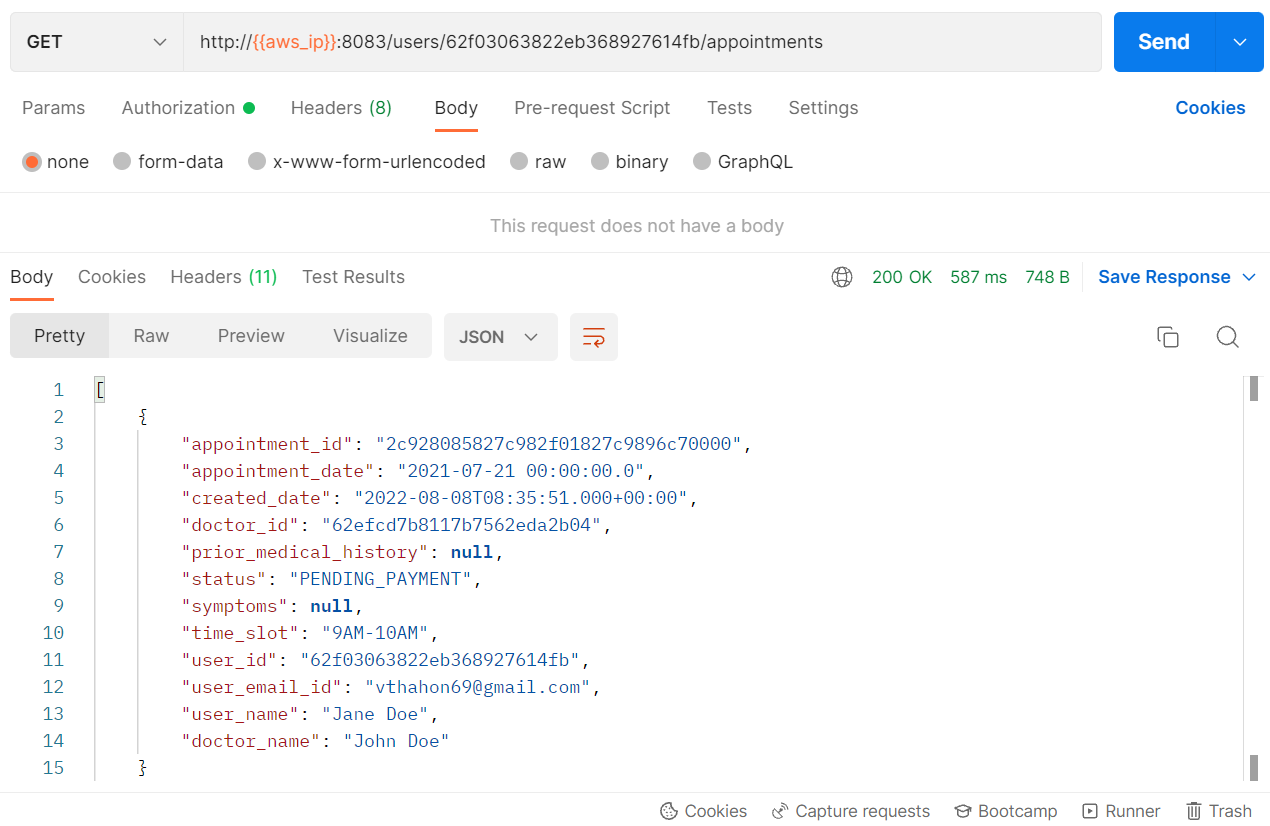 GET http://{{aws_ip}}:8083/users/62f03063822eb368927614fb/appointments Send
Params Authorization Headers (8) Body Pre-request Script Tests Settings Cookies
none form-data x-www-form-urlencoded raw binary GraphQL
This request does not have a body
Body Cookies Headers (11) Test Results 200 OK 587 ms 748 B Save Response
Pretty Raw Preview Visualize JSON
1 [
2 {
3 "appointment_id": "2c928085827c982f01827c9896c70000",
4 "appointment_date": "2021-07-21 00:00:00.0",
5 "created_date": "2022-08-08T08:35:51.000+00:00",
6 "doctor_id": "62efcd7b8117b7562eda2b04",
7 "prior_medical_history": null,
8 "status": "PENDING_PAYMENT",
9 "symptoms": null,
10 "time_slot": "9AM-10AM",
11 "user_id": "62f03063822eb368927614fb",
12 "user_email_id": "vthahon69@gmail.com",
13 "user_name": "Jane Doe",
14 "doctor_name": "John Doe"
15 }
Cookies Capture requests Bootcamp Runner Trash